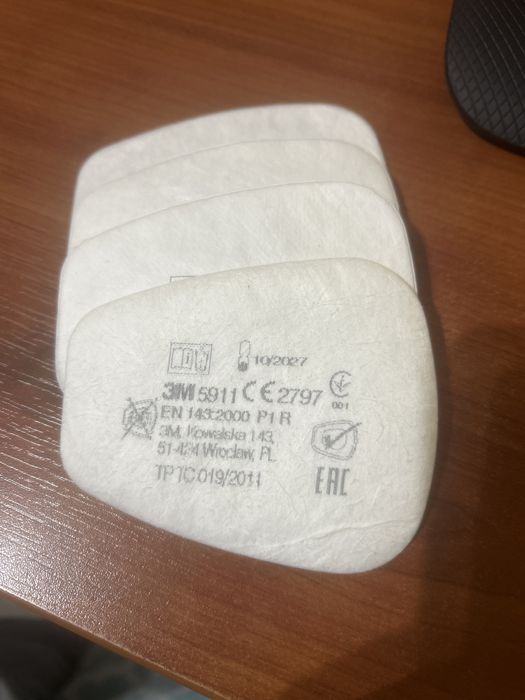 10/2027
3M 5911 CE 2797
001
EN 143:2000 P1 R
3M, Kowalska 143,
51-424 Wrocław, PL
TP TC 019/2011
EAC